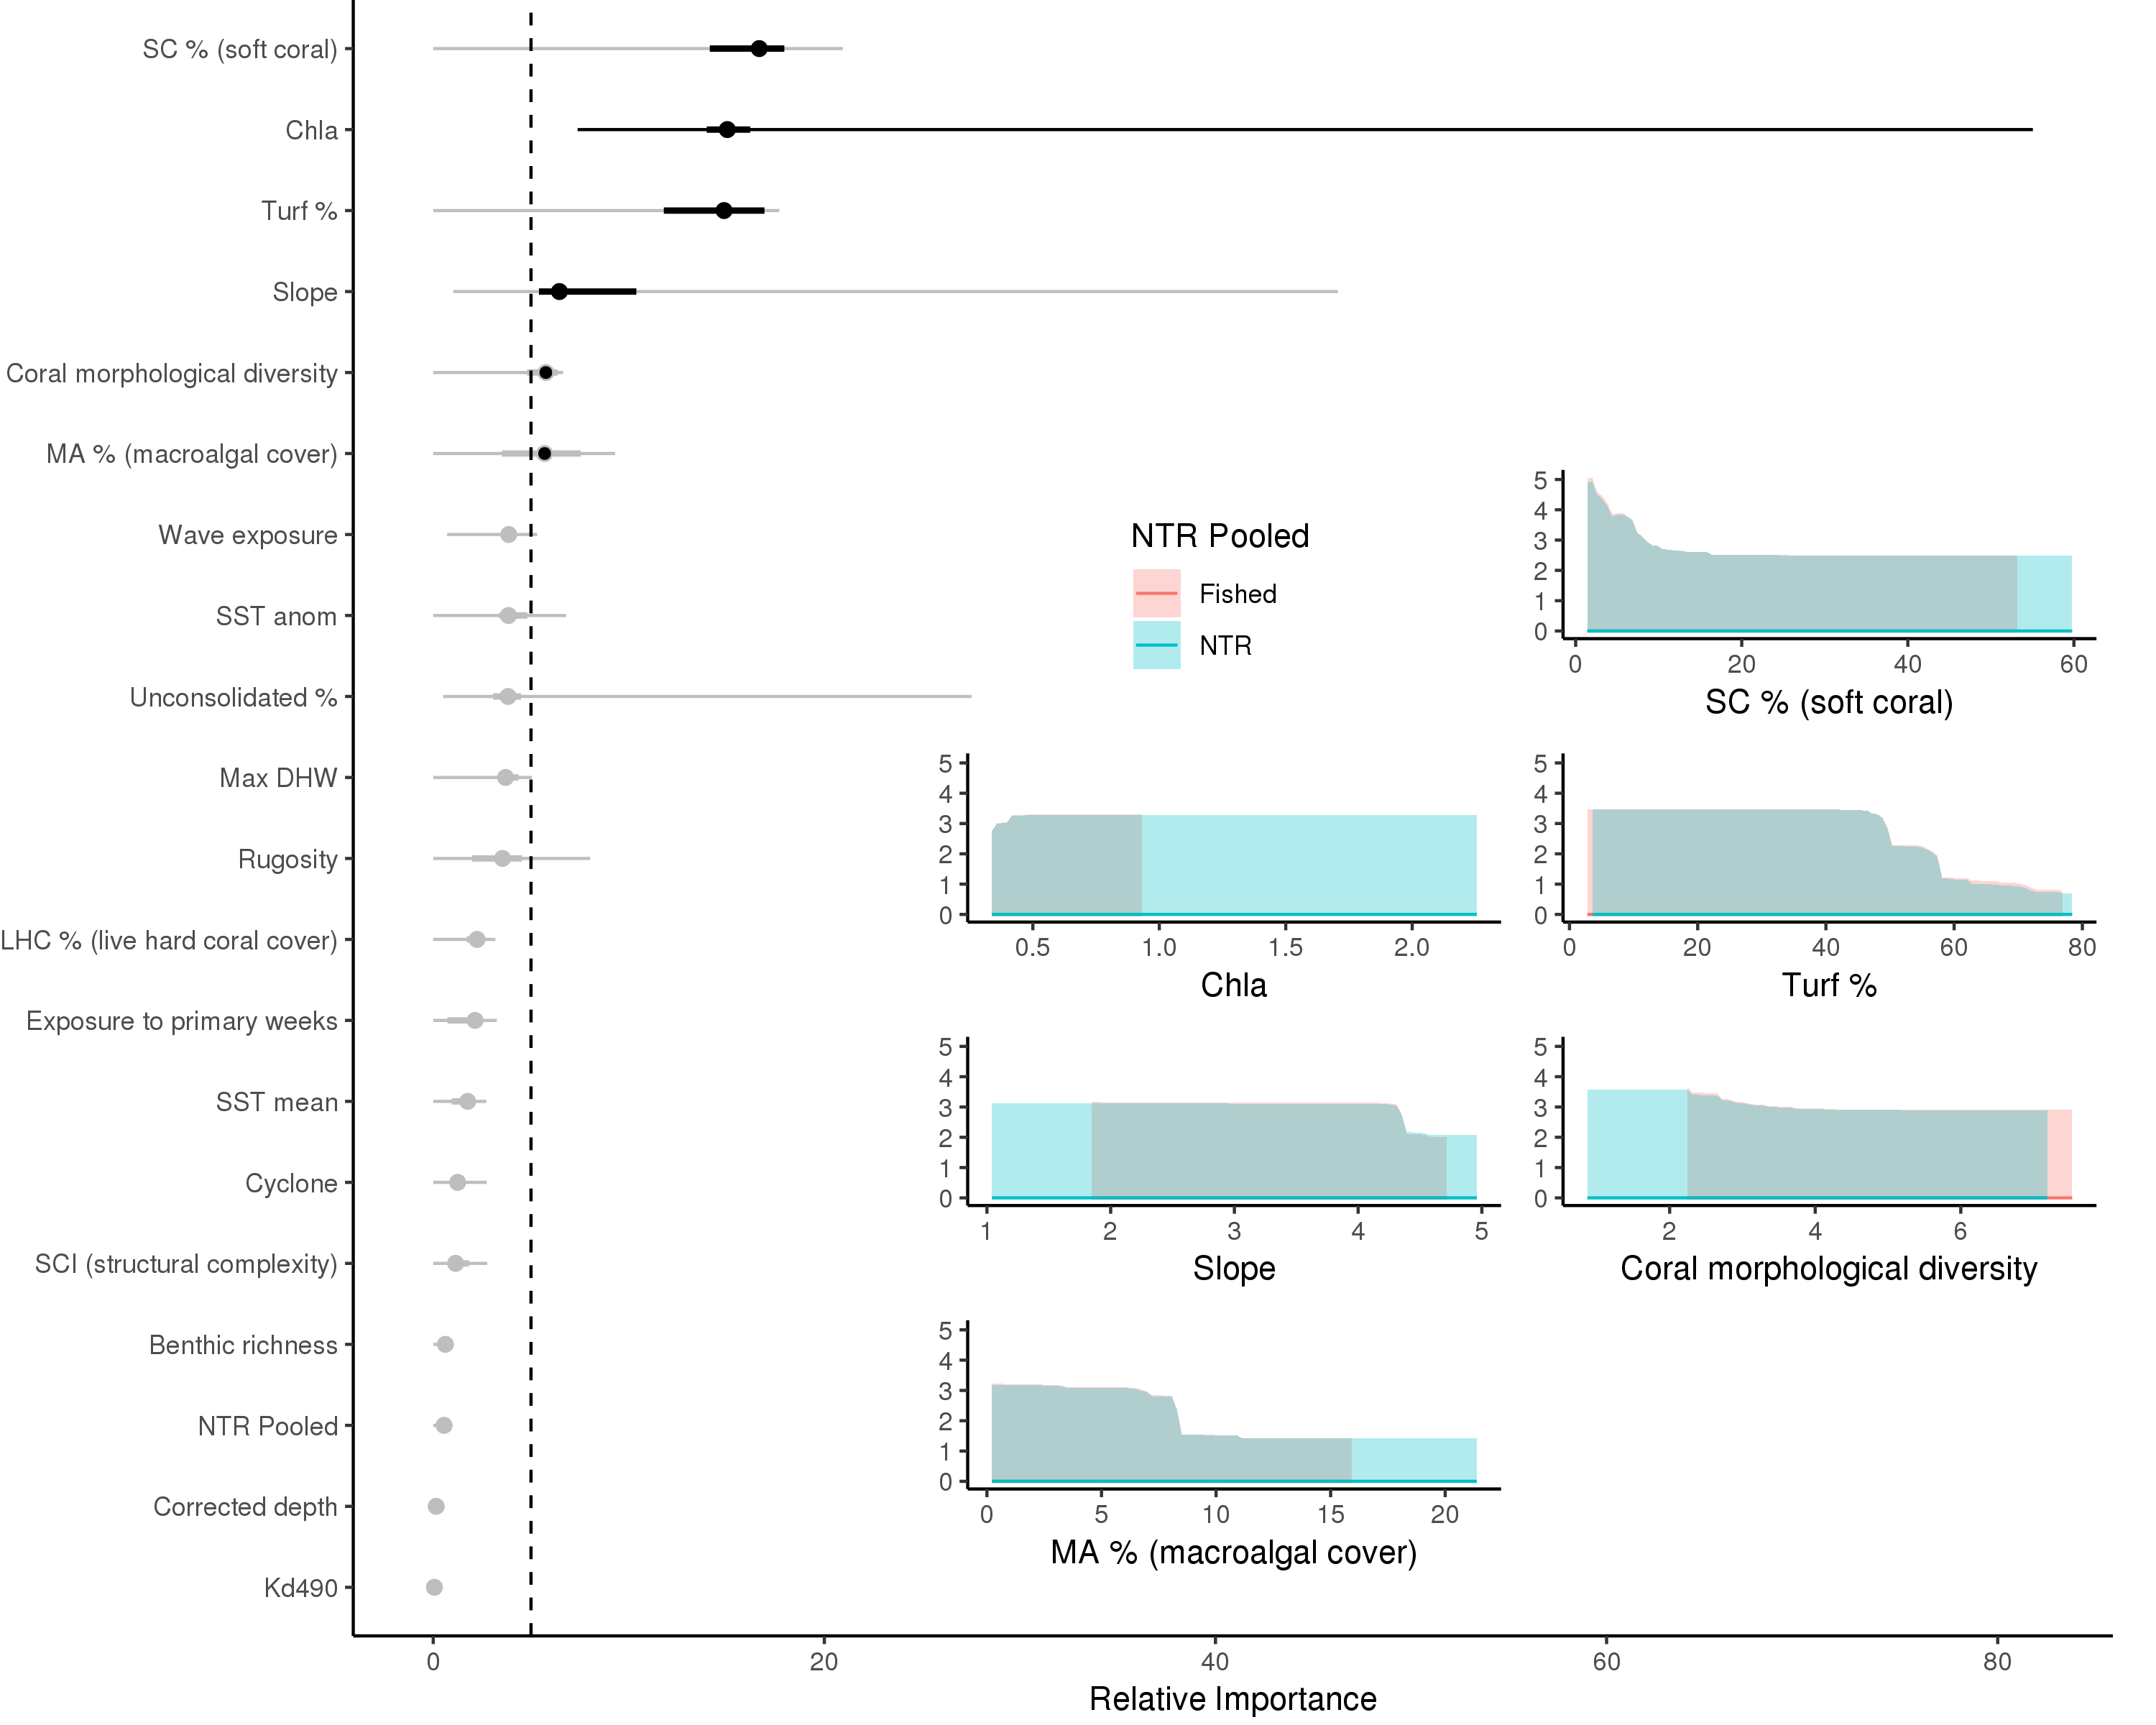 SC % (soft coral)
Chla
Turf %
Slope
Coral morphological diversity
MA % (macroalgal cover)
Wave exposure
SST anom
Unconsolidated %
Max DHW
Rugosity
LHC % (live hard coral cover)
Exposure to primary weeks
SST mean
Cyclone
SCI (structural complexity)
Benthic richness
NTR Pooled
Corrected depth
Kd490
0 20 40 60 80
Relative Importance
NTR Pooled
Fished
NTR
5
4
3
2
1
0
0 20 40 60
SC % (soft coral)
5
4
3
2
1
0
0.5 1.0 1.5 2.0
Chla
5
4
3
2
1
0
0 20 40 60 80
Turf %
5
4
3
2
1
0
1 2 3 4 5
Slope
5
4
3
2
1
0
2 4 6
Coral morphological diversity
5
4
3
2
1
0
0 5 10 15 20
MA % (macroalgal cover)